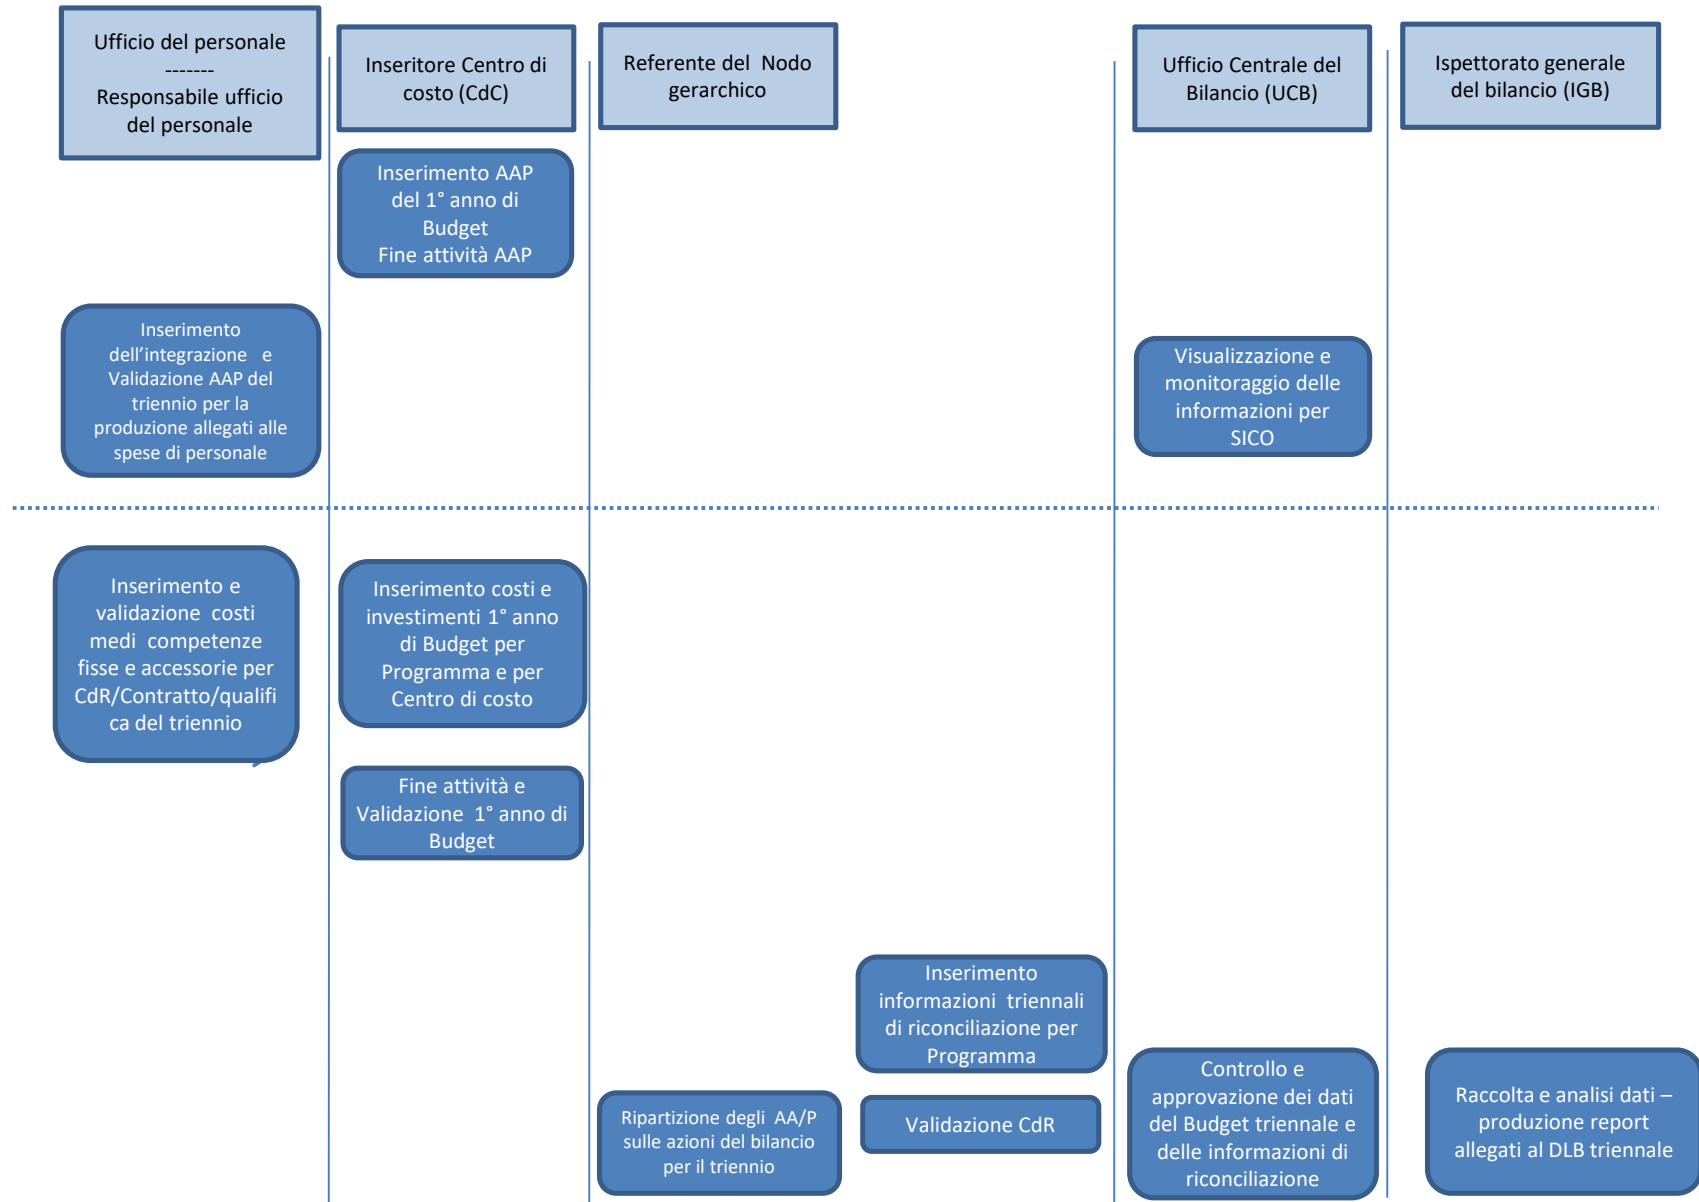 Ufficio del personale
-------
Responsabile ufficio
del personale
Inseritore Centro di
costo (CdC)
Referente del Nodo
gerarchico
Ufficio Centrale del
Bilancio (UCB)
Ispettorato generale
del bilancio (IGB)
Inserimento AAP
del 1° anno di
Budget
Fine attività AAP
Inserimento
dell'integrazione e
Validazione AAP del
triennio per la
produzione allegati alle
spese di personale
Visualizzazione e
monitoraggio delle
informazioni per
SICO
Inserimento e
validazione costi
medi competenze
fisse e accessorie per
CdR/Contratto/qualifi
ca del triennio
Inserimento costi e
investimenti 1° anno
di Budget per
Programma e per
Centro di costo
Fine attività e
Validazione 1° anno di
Budget
Inserimento
informazioni triennali
di riconciliazione per
Programma
Ripartizione degli AA/P
sulle azioni del bilancio
per il triennio
Validazione CdR
Controllo e
approvazione dei dati
del Budget triennale e
delle informazioni di
riconciliazione
Raccolta e analisi dati –
produzione report
allegati al DLB triennale